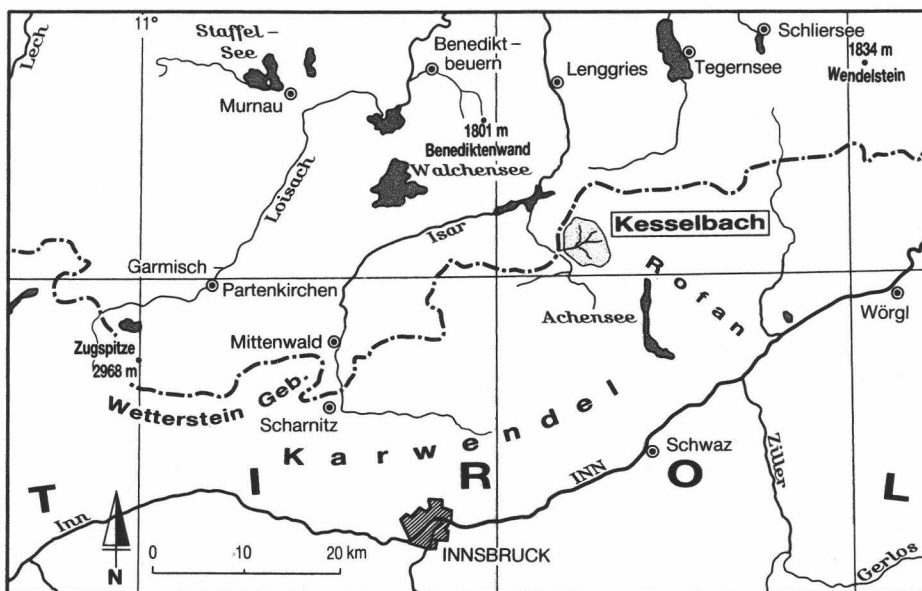 11°
Lech
Staffel-
See
Murnau
Benedikt-
beuern
Lenggries
Tegernsee
Schliersee
1834 m
Wendelstein
1801 m
Benediktenwand
Walchensee
Loisach
Isar
Kesselbach
Garmisch-
Partenkirchen
Rofan
Achensee
Wörgl
Zugspitze
2968 m
Mittenwald
Wetterstein Geb.
Scharnitz
Karwendel
Schwaz
Ziller
TIROL
Inn
INN
INNSBRUCK
Gerlos
N
0 10 20 km